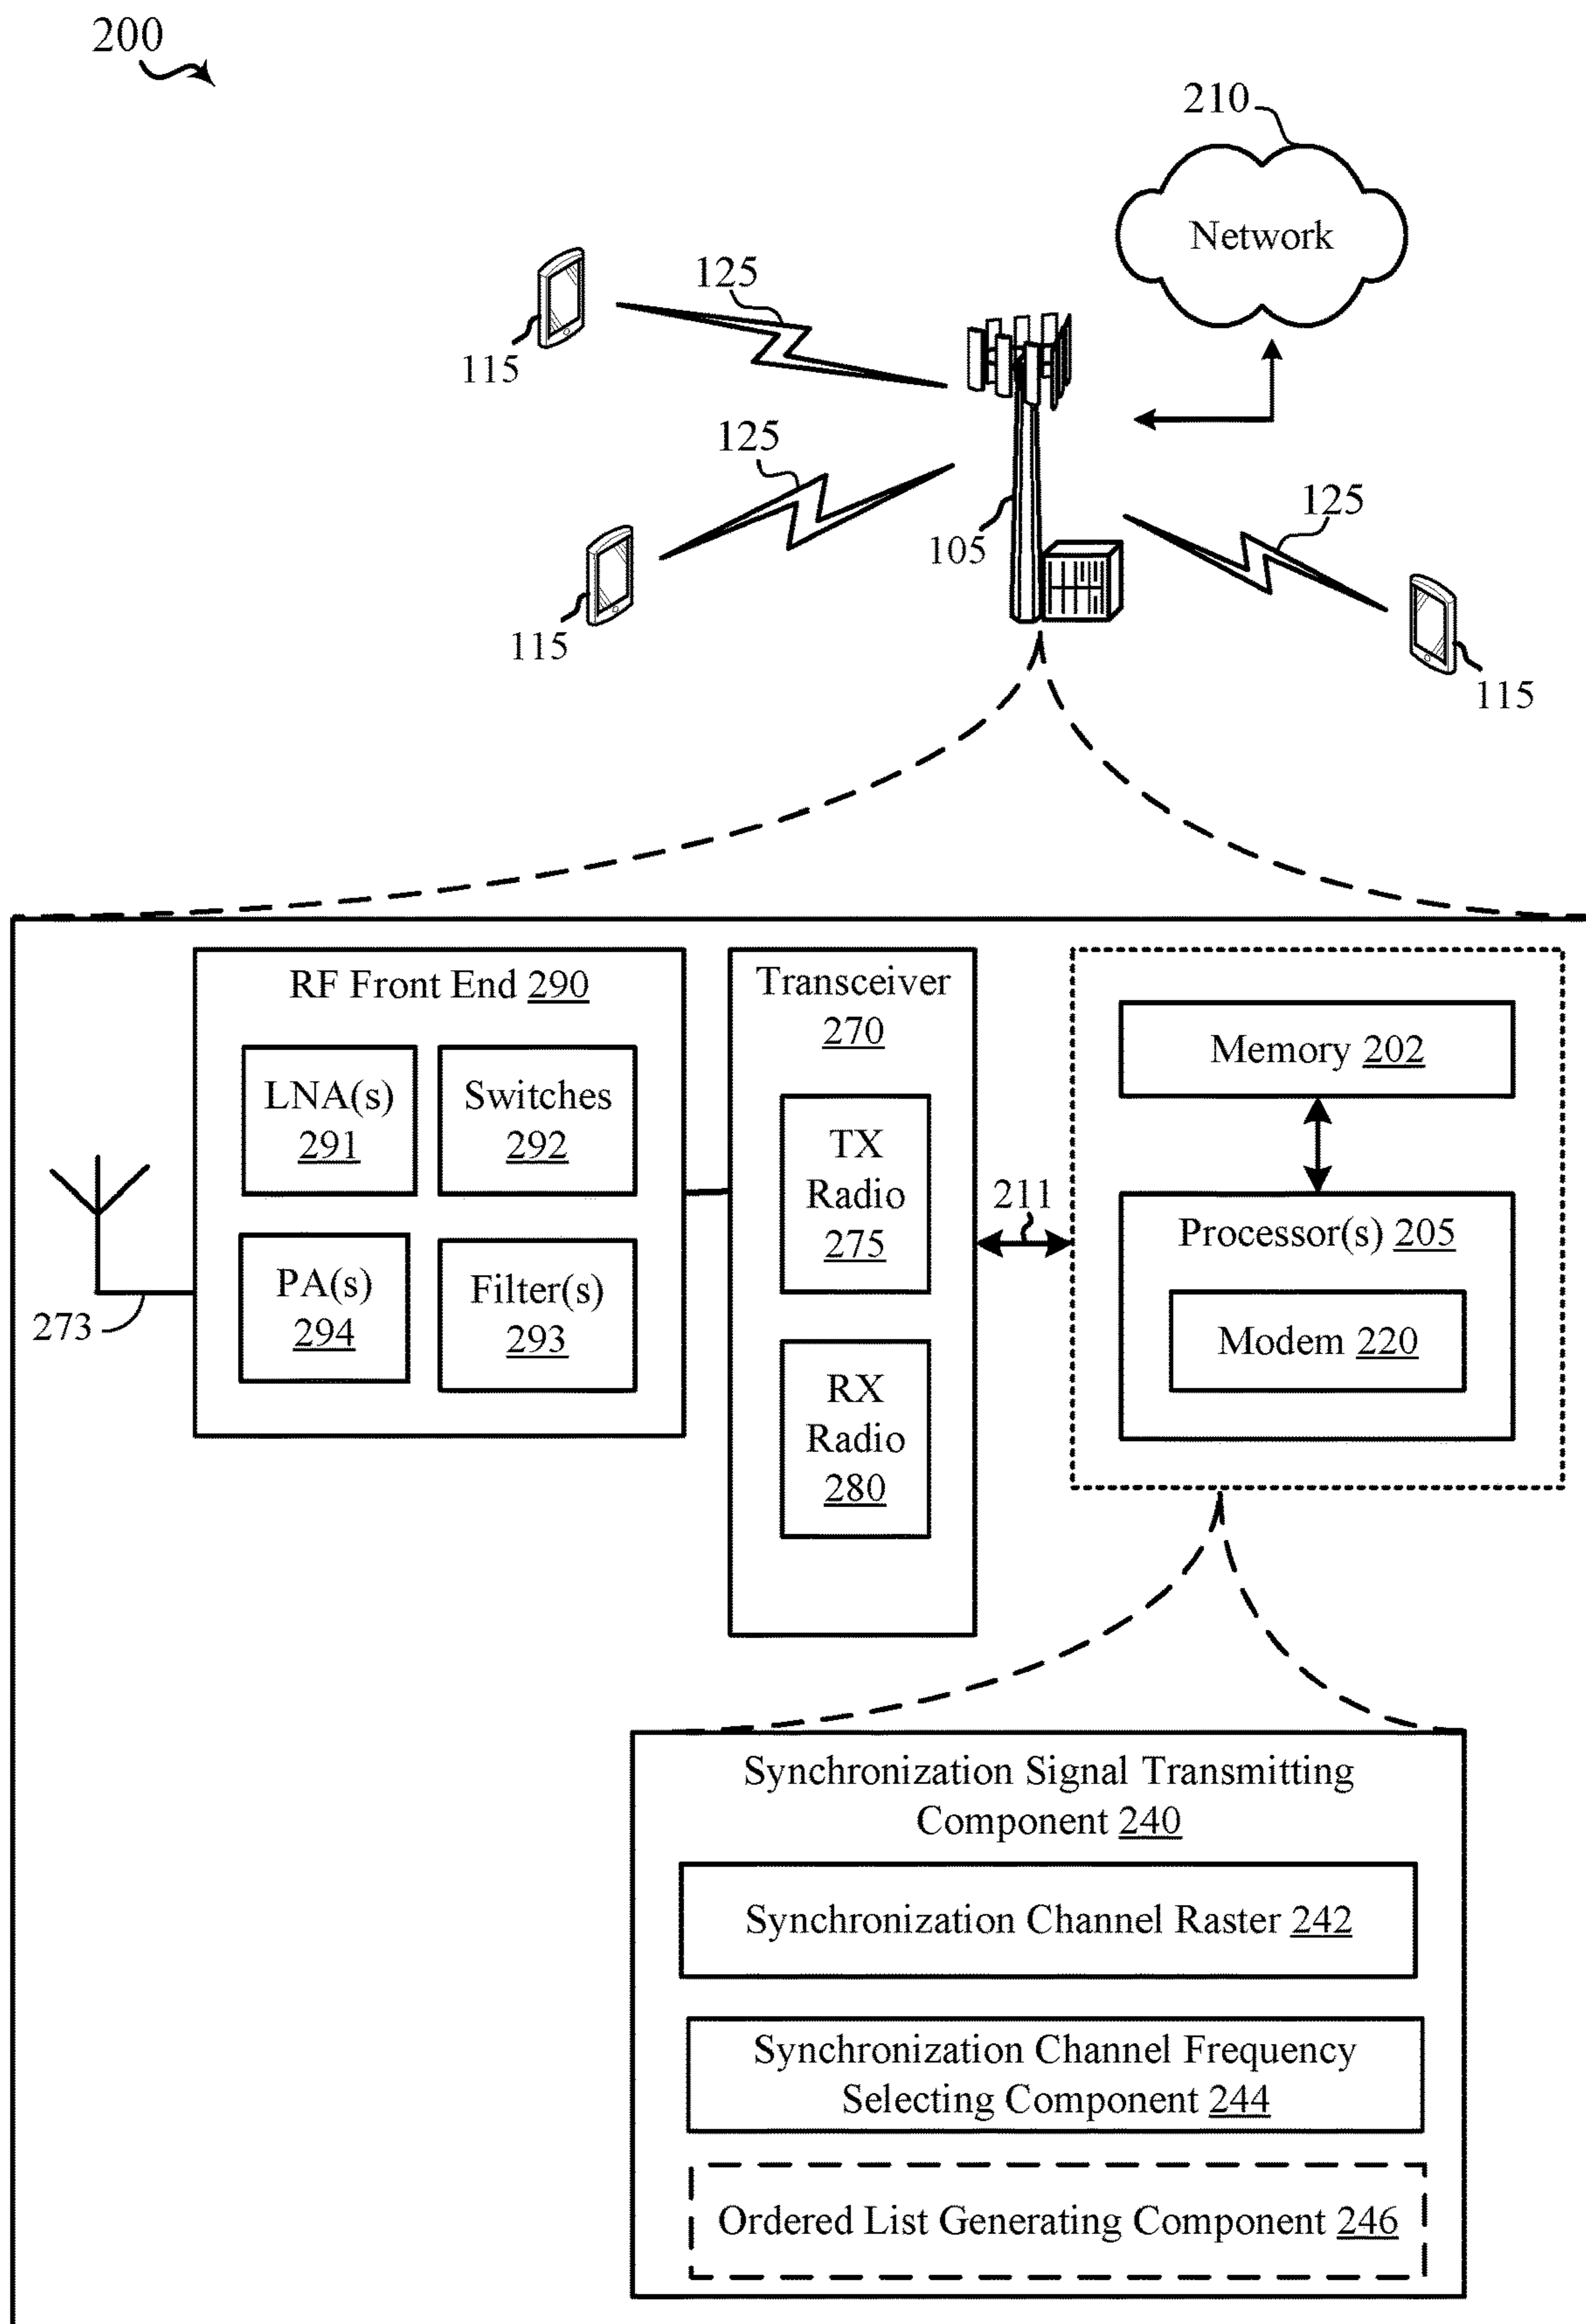 200
210
Network
125
115
125
105
125
115
115
RF Front End 290
LNA(s)
291
Switches
292
PA(s)
294
Filter(s)
293
273
Transceiver
270
TX
Radio
275
RX
Radio
280
211
Memory 202
Processor(s) 205
Modem 220
Synchronization Signal Transmitting
Component 240
Synchronization Channel Raster 242
Synchronization Channel Frequency
Selecting Component 244
Ordered List Generating Component 246